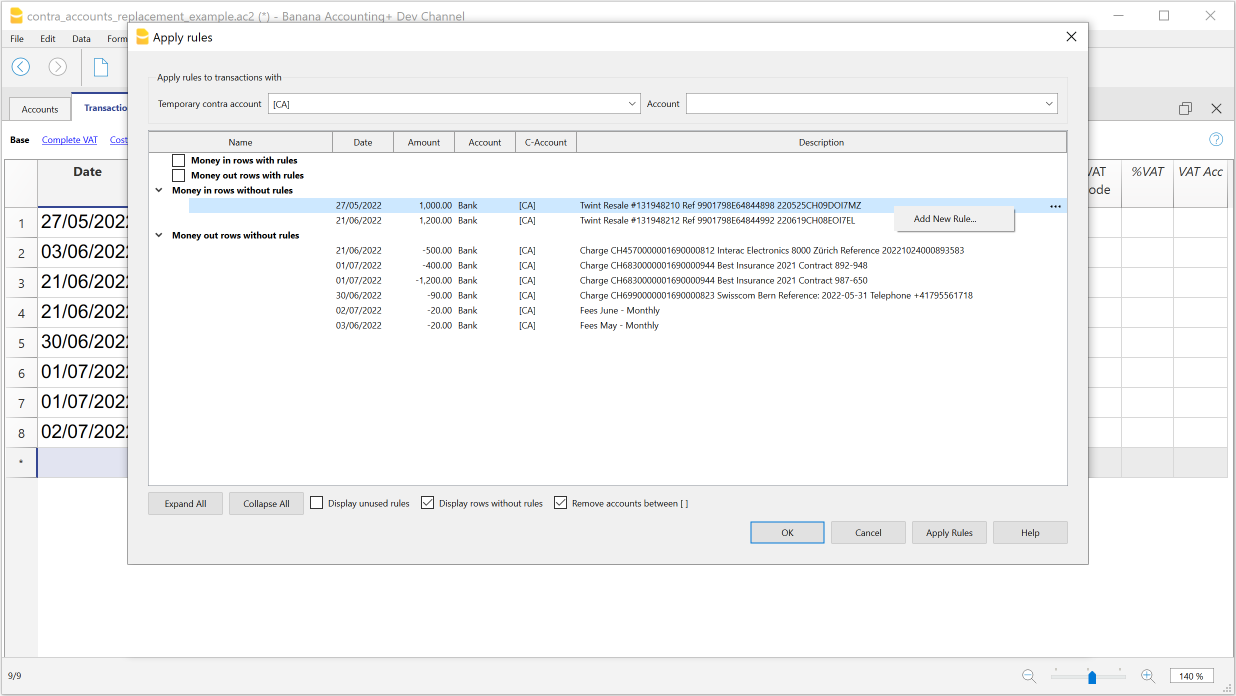 contra_accounts_replacement_example.ac2 (*) - Banana Accounting+ Dev Channel
File Edit Data Form
Apply rules
Accounts Transactio
Base Complete VAT Cost
Apply rules to transactions with
Temporary contra account [CA] Account
Name Date Amount Account C-Account Description
Money in rows with rules
Money out rows with rules
Money in rows without rules
27/05/2022 1,000.00 Bank [CA] Twint Resale #131948210 Ref 9901798E64844898 220525CH09DOI7MZ ...
21/06/2022 1,200.00 Bank [CA] Twint Resale #131948212 Ref 9901798E64844992 220619CH08EOI7EL
Add New Rule...
Money out rows without rules
21/06/2022 -500.00 Bank [CA] Charge CH4570000001690000812 Interac Electronics 8000 Zürich Reference 20221024000893583
01/07/2022 -400.00 Bank [CA] Charge CH6830000001690000944 Best Insurance 2021 Contract 892-948
01/07/2022 -1,200.00 Bank [CA] Charge CH6830000001690000944 Best Insurance 2021 Contract 987-650
30/06/2022 -90.00 Bank [CA] Charge CH6990000001690000823 Swisscom Bern Reference: 2022-05-31 Telephone +41795561718
02/07/2022 -20.00 Bank [CA] Fees June - Monthly
03/06/2022 -20.00 Bank [CA] Fees May - Monthly
Expand All Collapse All Display unused rules Display rows without rules Remove accounts between [ ]
OK Cancel Apply Rules Help
Date VAT ode %VAT VAT Acc
1 27/05/2022
2 03/06/2022
3 21/06/2022
4 21/06/2022
5 30/06/2022
6 01/07/2022
7 01/07/2022
8 02/07/2022
*
9/9 140 %